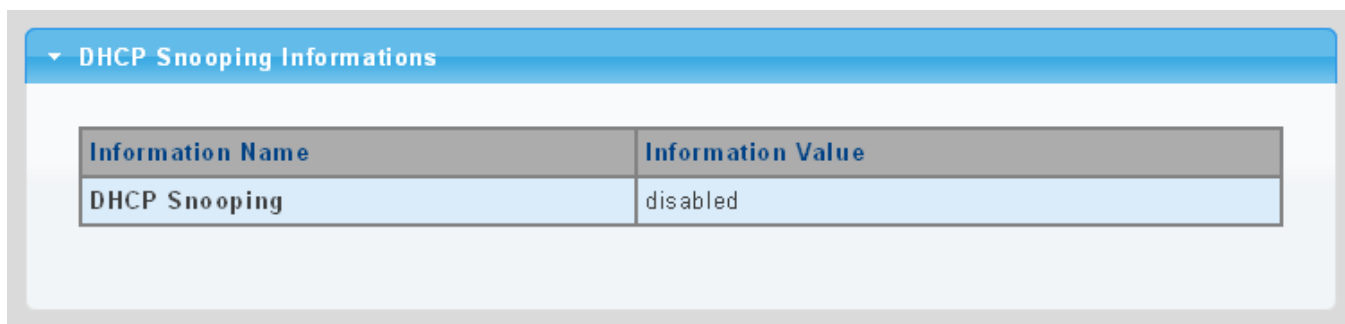 DHCP Snooping Informations
Information Name Information Value
DHCP Snooping disabled